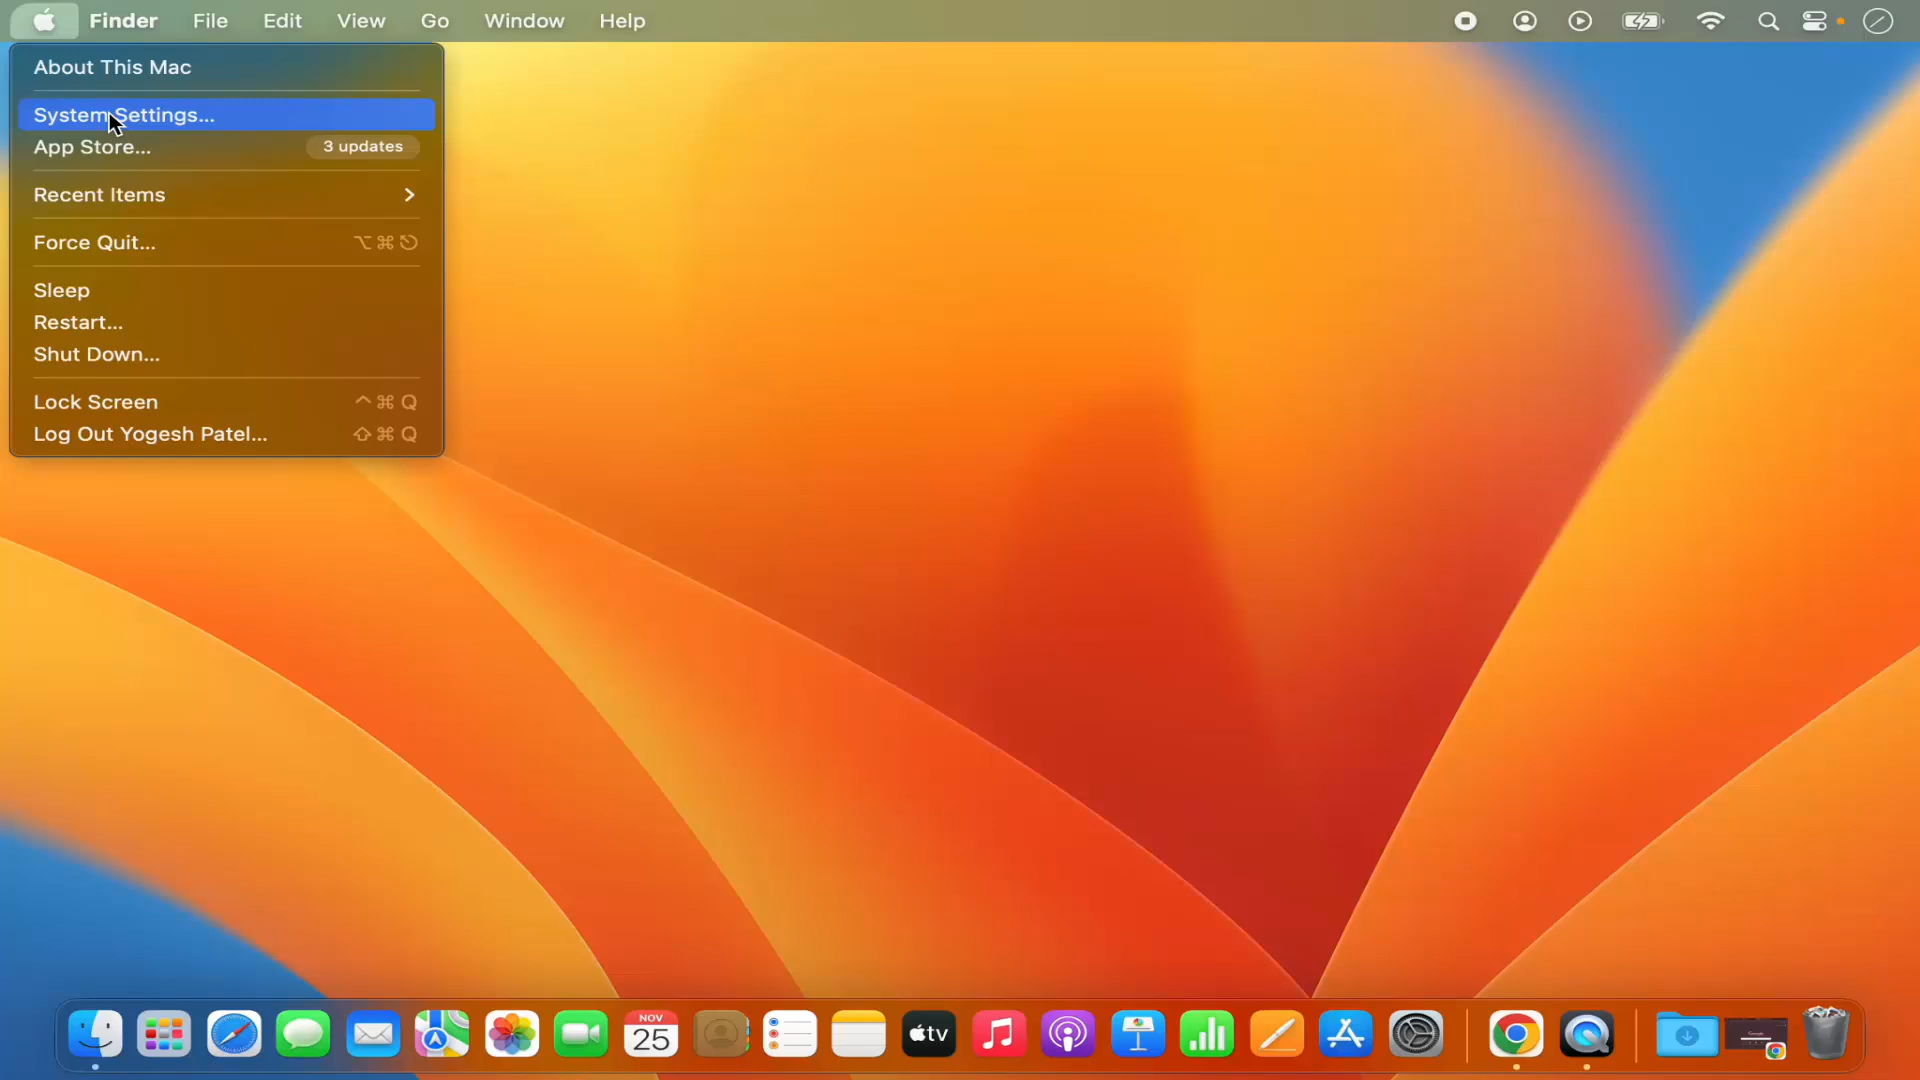 Finder File Edit View Go Window Help
About This Mac
System Settings...
App Store... 3 updates
Recent Items
Force Quit... ⌥⌘⎋
Sleep
Restart...
Shut Down...
Lock Screen ^⌘Q
Log Out Yogesh Patel... ⇧⌘Q
NOV
25
tv